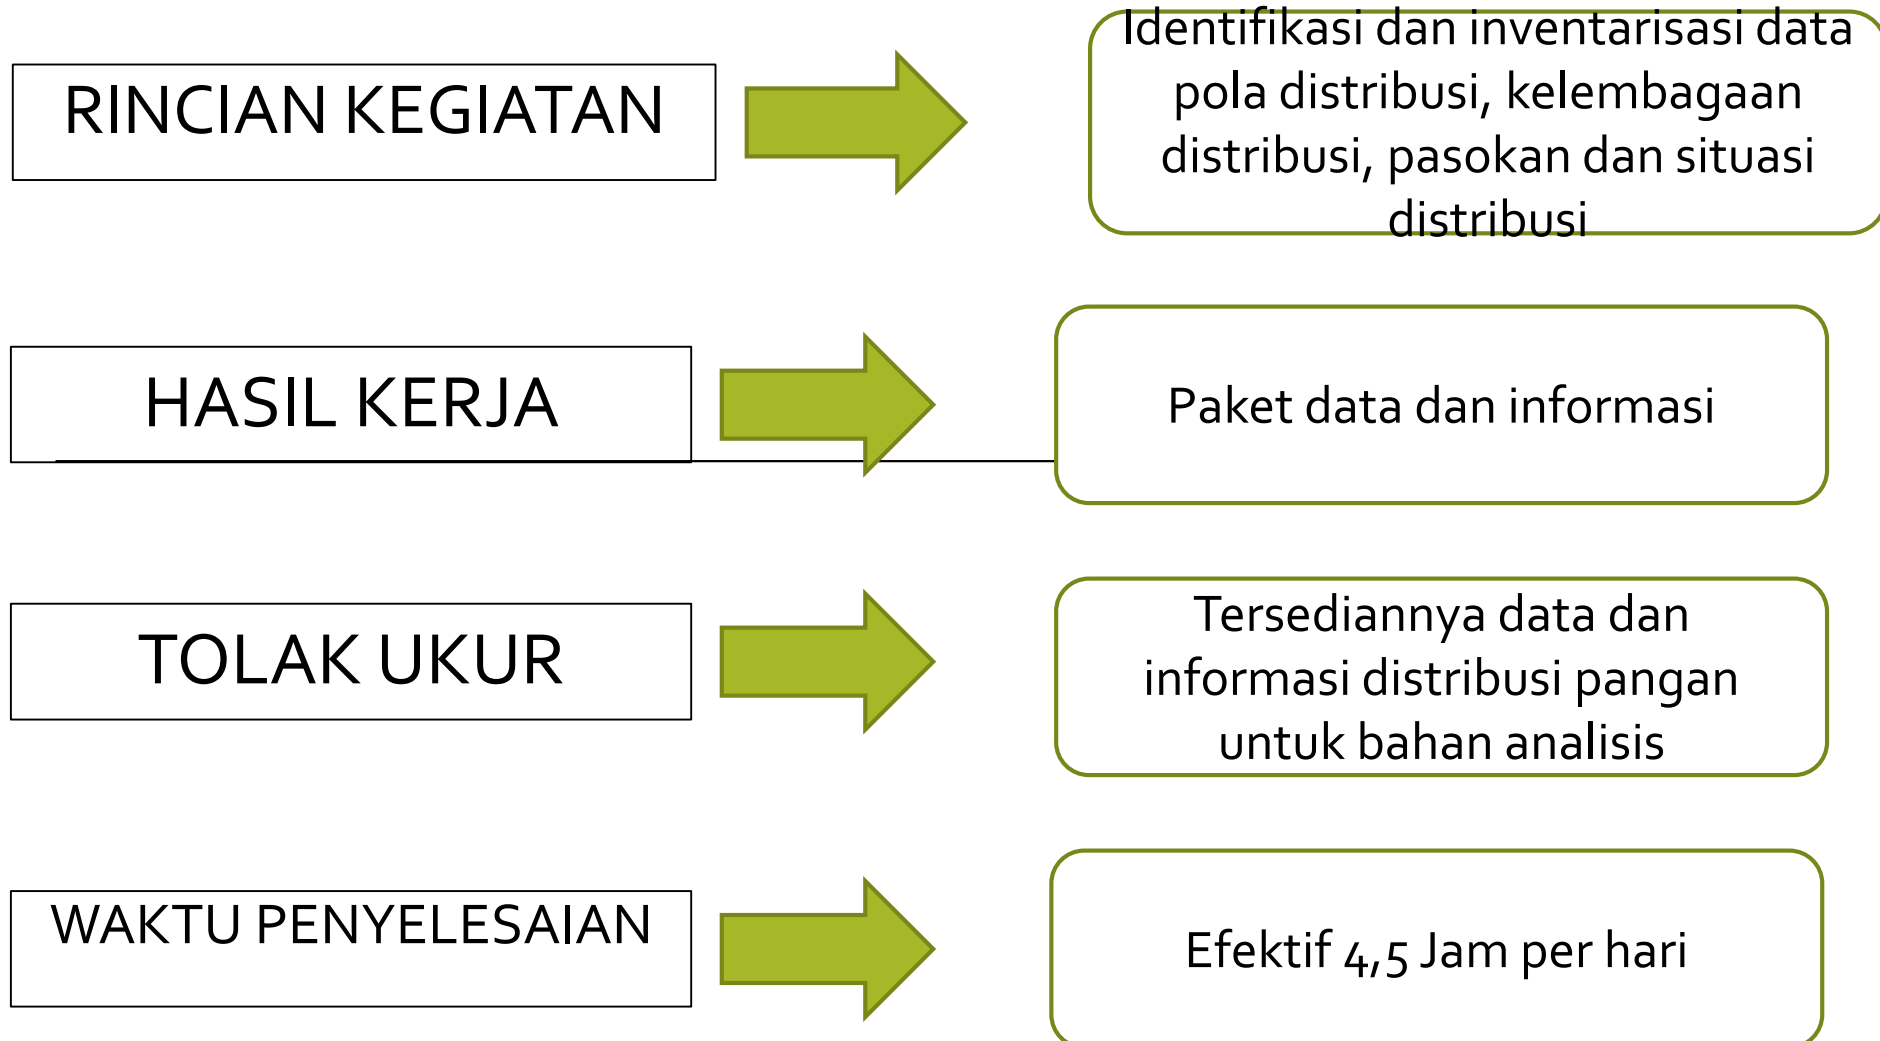 RINCIAN KEGIATAN
Identifikasi dan inventarisasi data
pola distribusi, kelembagaan
distribusi, pasokan dan situasi
distribusi
HASIL KERJA
Paket data dan informasi
TOLAK UKUR
Tersediannya data dan
informasi distribusi pangan
untuk bahan analisis
WAKTU PENYELESAIAN
Efektif 4,5 Jam per hari